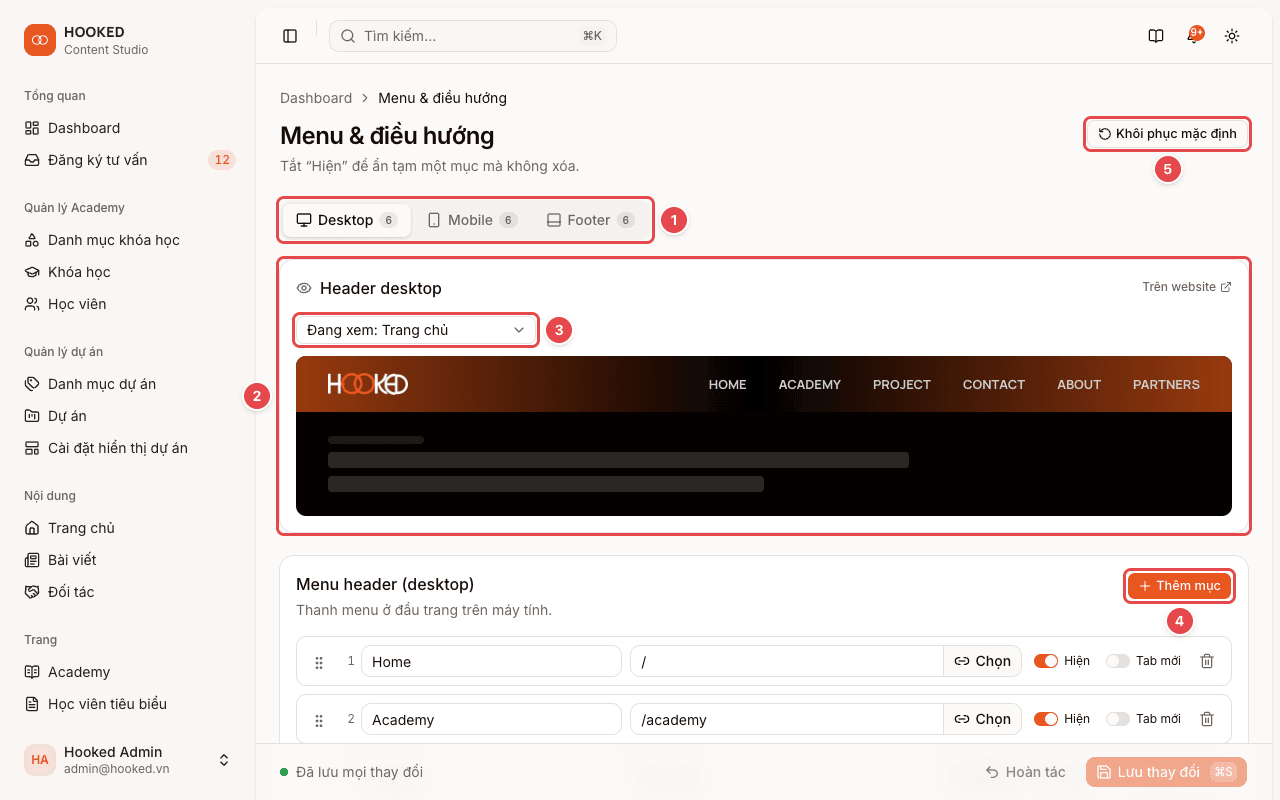 HOOKED
Content Studio
Tổng quan
Dashboard
Đăng ký tư vấn 12
Quản lý Academy
Danh mục khóa học
Khóa học
Học viên
Quản lý dự án
Danh mục dự án
Dự án
Cài đặt hiển thị dự án
Nội dung
Trang chủ
Bài viết
Đối tác
Trang
Academy
Học viên tiêu biểu
HA
Hooked Admin
admin@hooked.vn
Tìm kiếm... ⌘K
9+
Dashboard > Menu & điều hướng
Menu & điều hướng
Tắt “Hiện” để ẩn tạm một mục mà không xóa.
Khôi phục mặc định
5
Desktop 6 Mobile 6 Footer 6
1
Header desktop
Trên website
Đang xem: Trang chủ
3
2
HOOKED
HOME ACADEMY PROJECT CONTACT ABOUT PARTNERS
Menu header (desktop)
Thanh menu ở đầu trang trên máy tính.
+ Thêm mục
4
1 Home / Chọn Hiện Tab mới
2 Academy /academy Chọn Hiện Tab mới
Đã lưu mọi thay đổi
Hoàn tác
Lưu thay đổi ⌘S